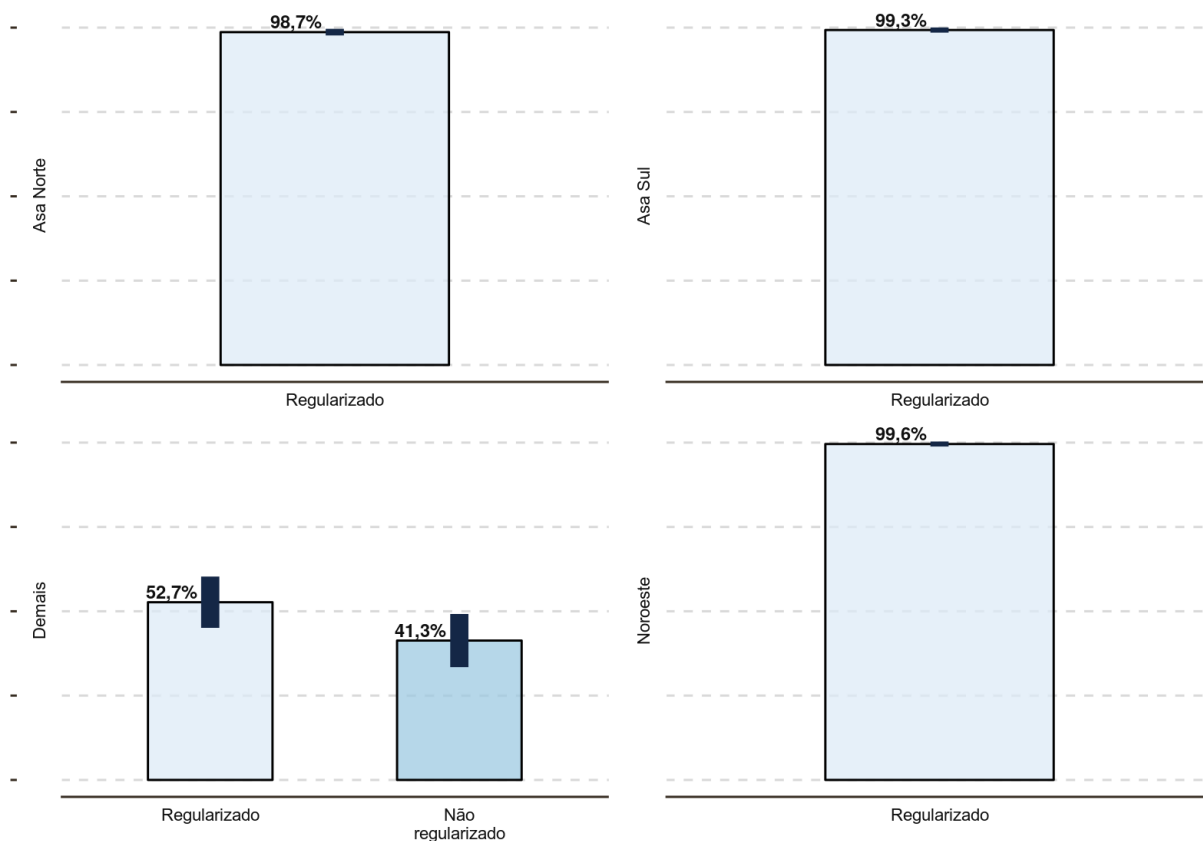 98,7%
Asa Norte
Regularizado
99,3%
Asa Sul
Regularizado
52,7%
41,3%
Demais
Regularizado
Não
regularizado
99,6%
Noroeste
Regularizado